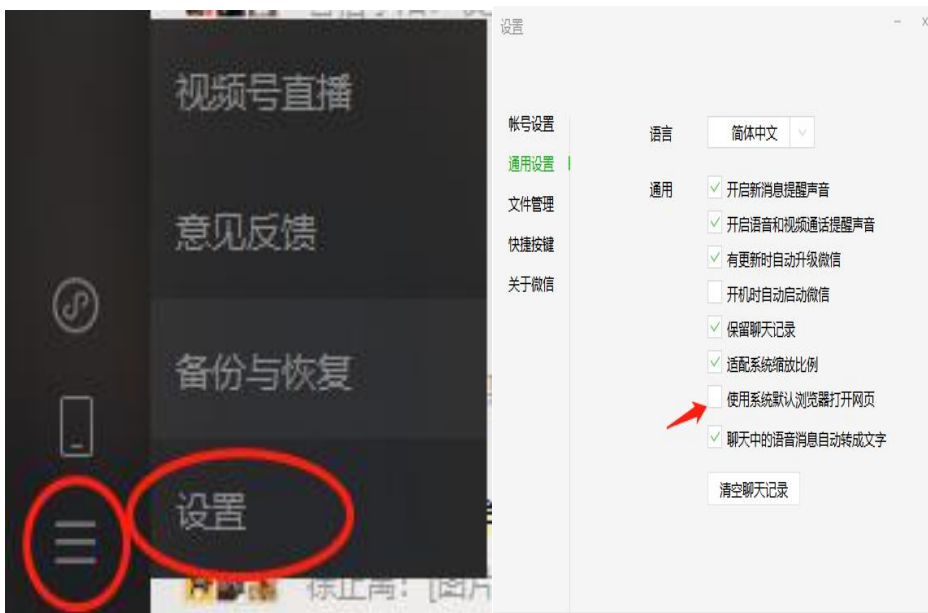 视频号直播
意见反馈
备份与恢复
设置
[图片
设置
帐号设置
通用设置
文件管理
快捷按键
关于微信
语言 简体中文
通用
开启新消息提醒声音
开启语音和视频通话提醒声音
有更新时自动升级微信
开机时自动启动微信
保留聊天记录
适配系统缩放比例
使用系统默认浏览器打开网页
聊天中的语音消息自动转成文字
清空聊天记录